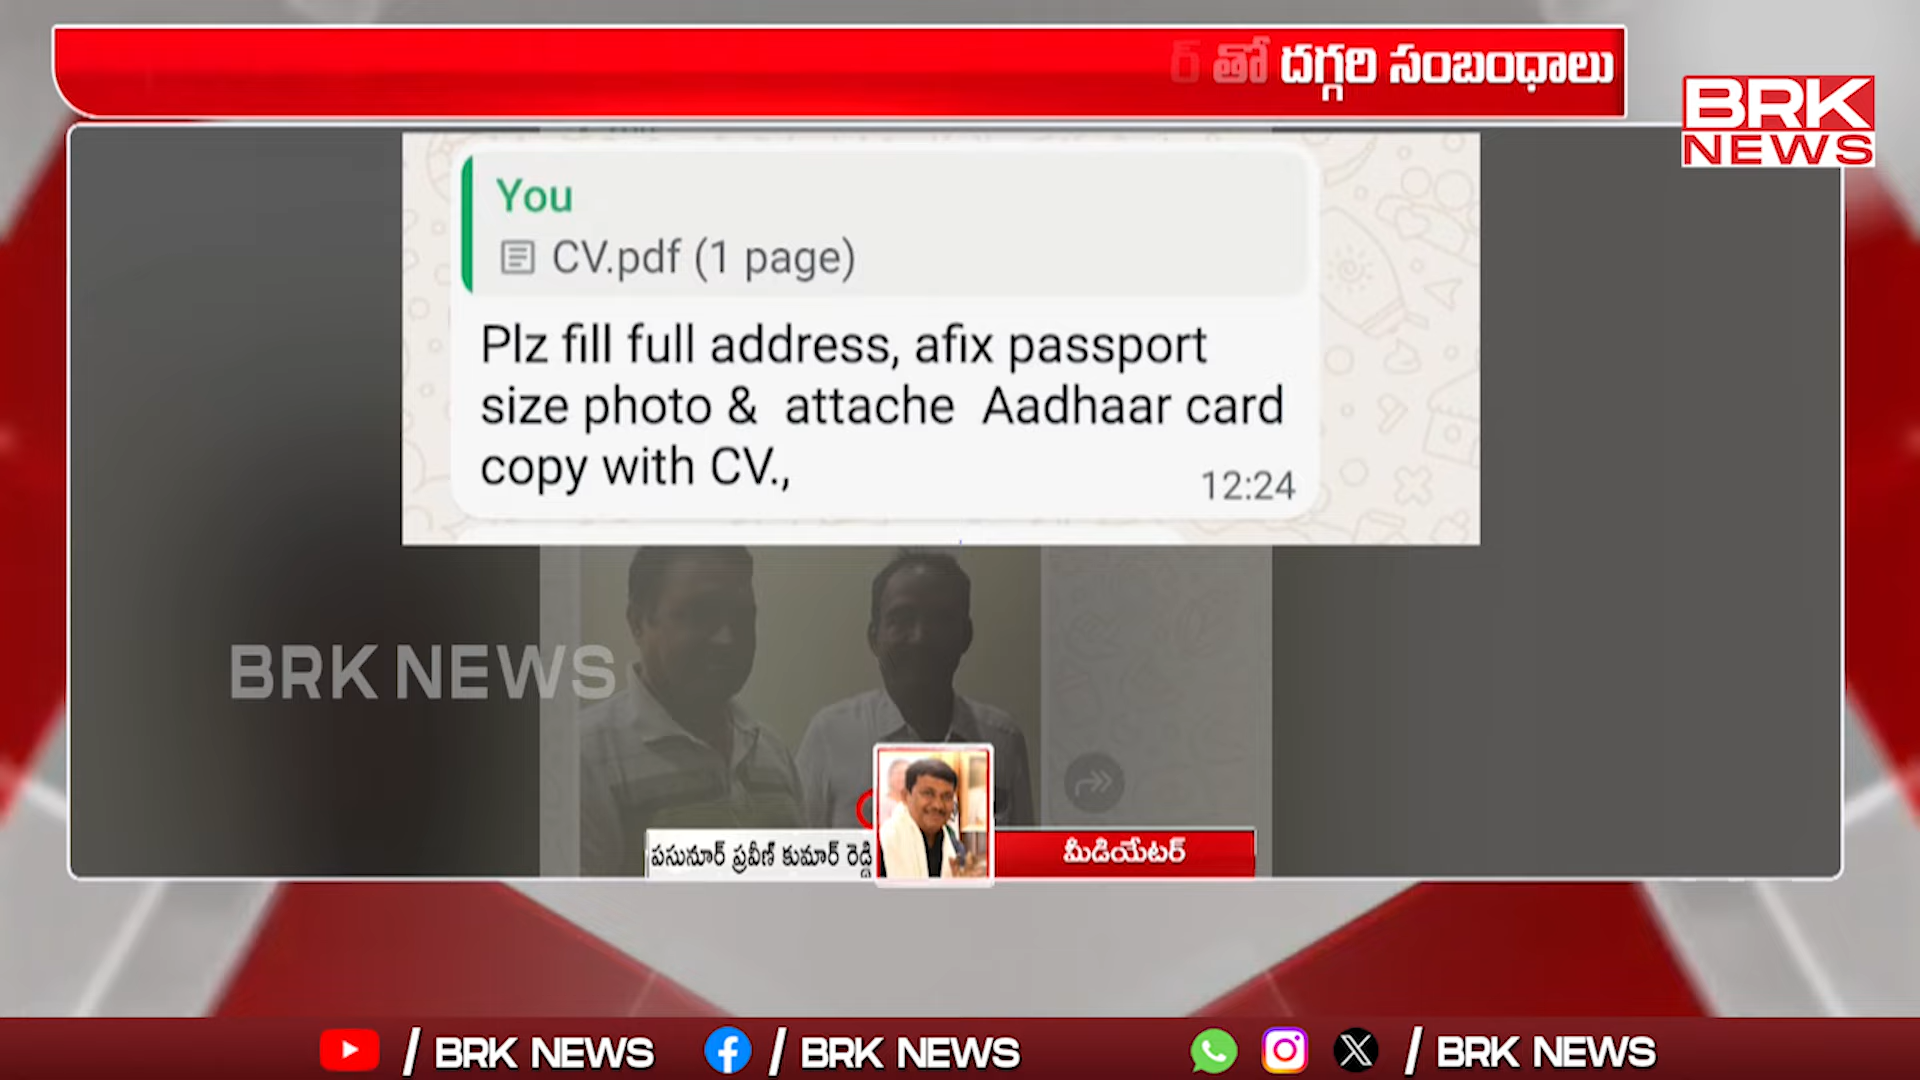 తో దగ్గరి సంబంధాలు
BRK
NEWS
You
CV.pdf (1 page)
Plz fill full address, afix passport
size photo & attache Aadhaar card
copy with CV.,
12:24
BRK NEWS
పసునూర్ ప్రవీణ్ కుమార్ రెడ్డి
మీడియేటర్
/ BRK NEWS / BRK NEWS / BRK NEWS